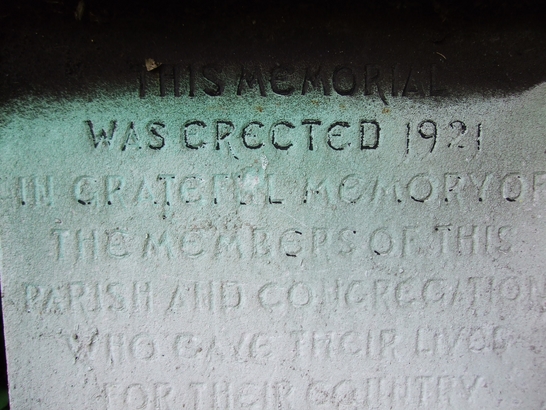 THIS MEMORIAL
WAS ERECTED 1921
IN GRATEFUL MEMORY OF
THE MEMBERS OF THIS
PARISH AND CONGREGATION
WHO GAVE THEIR LIVES
FOR THEIR COUNTRY